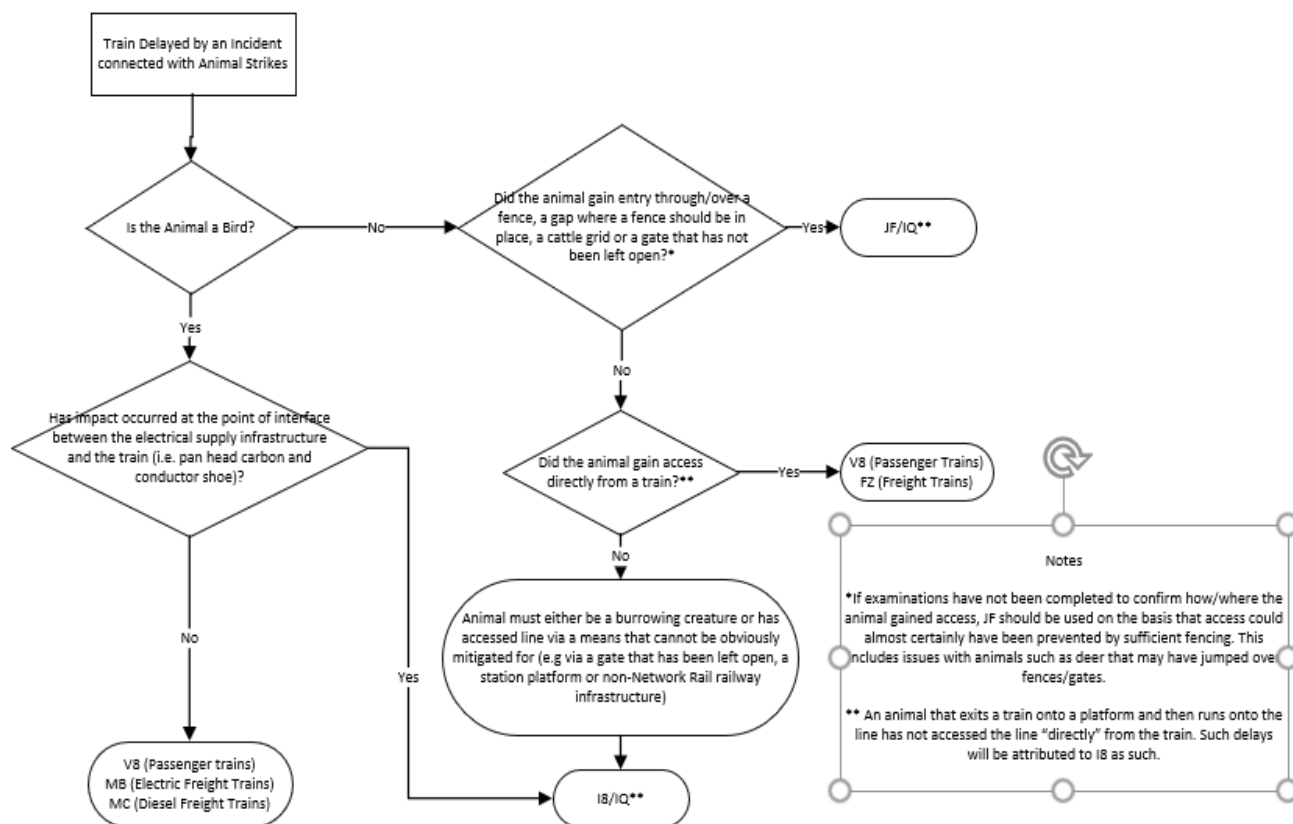 Train Delayed by an Incident
connected with Animal Strikes
Is the Animal a Bird?
No
Did the animal gain entry through/over a
fence, a gap where a fence should be in
place, a cattle grid or a gate that has not
been left open?*
Yes
JF/IQ**
Yes
No
Has impact occurred at the point of interface
between the electrical supply infrastructure
and the train (i.e. pan head carbon and
conductor shoe)?
Did the animal gain access
directly from a train?**
Yes
V8 (Passenger Trains)
FZ (Freight Trains)
No
Notes
*If examinations have not been completed to confirm how/where the
animal gained access, JF should be used on the basis that access could
almost certainly have been prevented by sufficient fencing. This
includes issues with animals such as deer that may have jumped over
fences/gates.
** An animal that exits a train onto a platform and then runs onto the
line has not accessed the line “directly” from the train. Such delays
will be attributed to I8 as such.
Animal must either be a burrowing creature or has
accessed line via a means that cannot be obviously
mitigated for (e.g via a gate that has been left open, a
station platform or non-Network Rail railway
infrastructure)
No
Yes
V8 (Passenger trains)
MB (Electric Freight Trains)
MC (Diesel Freight Trains)
I8/IQ**